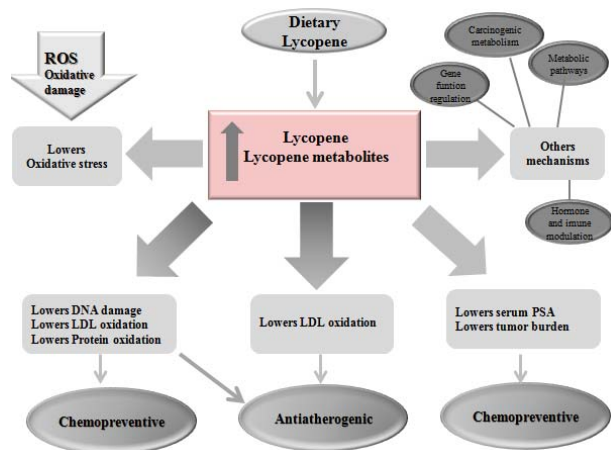 Dietary
Lycopene
ROS
Oxidative
damage
Carcinogenic
metabolism
Metabolic
pathways
Gene
funtion
regulation
Lycopene
Lycopene metabolites
Lowers
Oxidative stress
Others
mechanisms
Hormone
and imune
modulation
Lowers DNA damage
Lowers LDL oxidation
Lowers Protein oxidation
Lowers LDL oxidation
Lowers serum PSA
Lowers tumor burden
Chemopreventive
Antiatherogenic
Chemopreventive